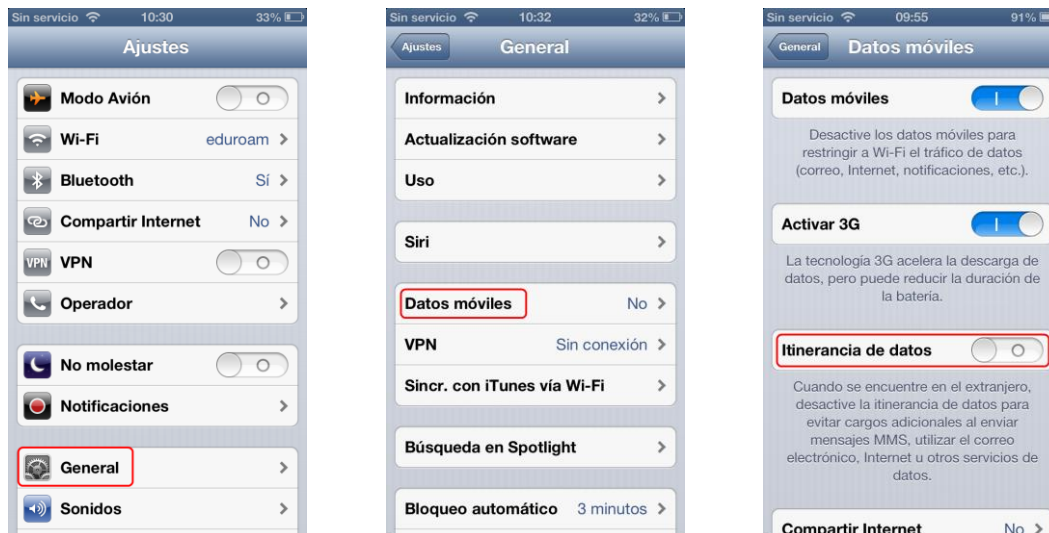 Sin servicio 10:30 33%
Ajustes
Modo Avión
Wi-Fi eduroam
Bluetooth Sí
Compartir Internet No
VPN VPN
Operador
No molestar
Notificaciones
General
Sonidos
Sin servicio 10:32 32%
Ajustes General
Información
Actualización software
Uso
Siri
Datos móviles No
VPN Sin conexión
Sincr. con iTunes vía Wi-Fi
Búsqueda en Spotlight
Bloqueo automático 3 minutos
Sin servicio 09:55 91%
General Datos móviles
Datos móviles
Desactive los datos móviles para
restringir a Wi-Fi el tráfico de datos
(correo, Internet, notificaciones, etc.).
Activar 3G
La tecnología 3G acelera la descarga de
datos, pero puede reducir la duración de
la batería.
Itinerancia de datos
Cuando se encuentre en el extranjero,
desactive la itinerancia de datos para
evitar cargos adicionales al enviar
mensajes MMS, utilizar el correo
electrónico, Internet u otros servicios de
datos.
Compartir Internet No